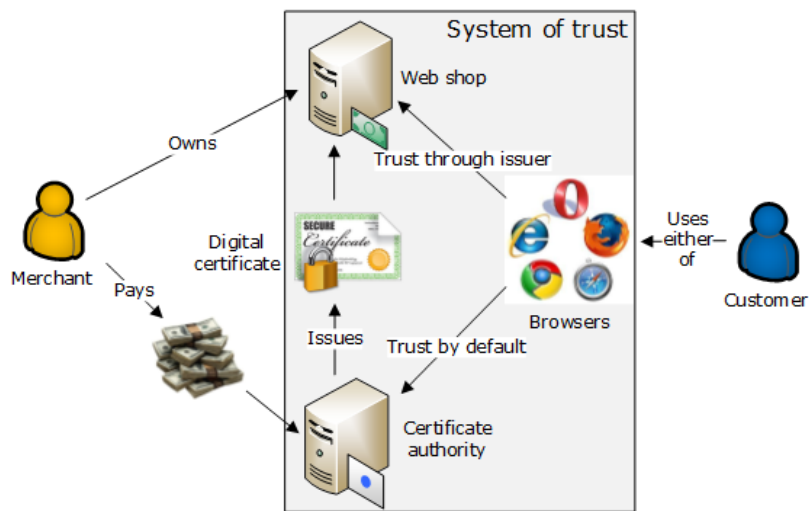 System of trust
Web shop
Owns
Trust through issuer
SECURE
Certificate
Digital
certificate
Merchant
Uses
either
of
Customer
Pays
Browsers
Issues
Trust by default
Certificate
authority